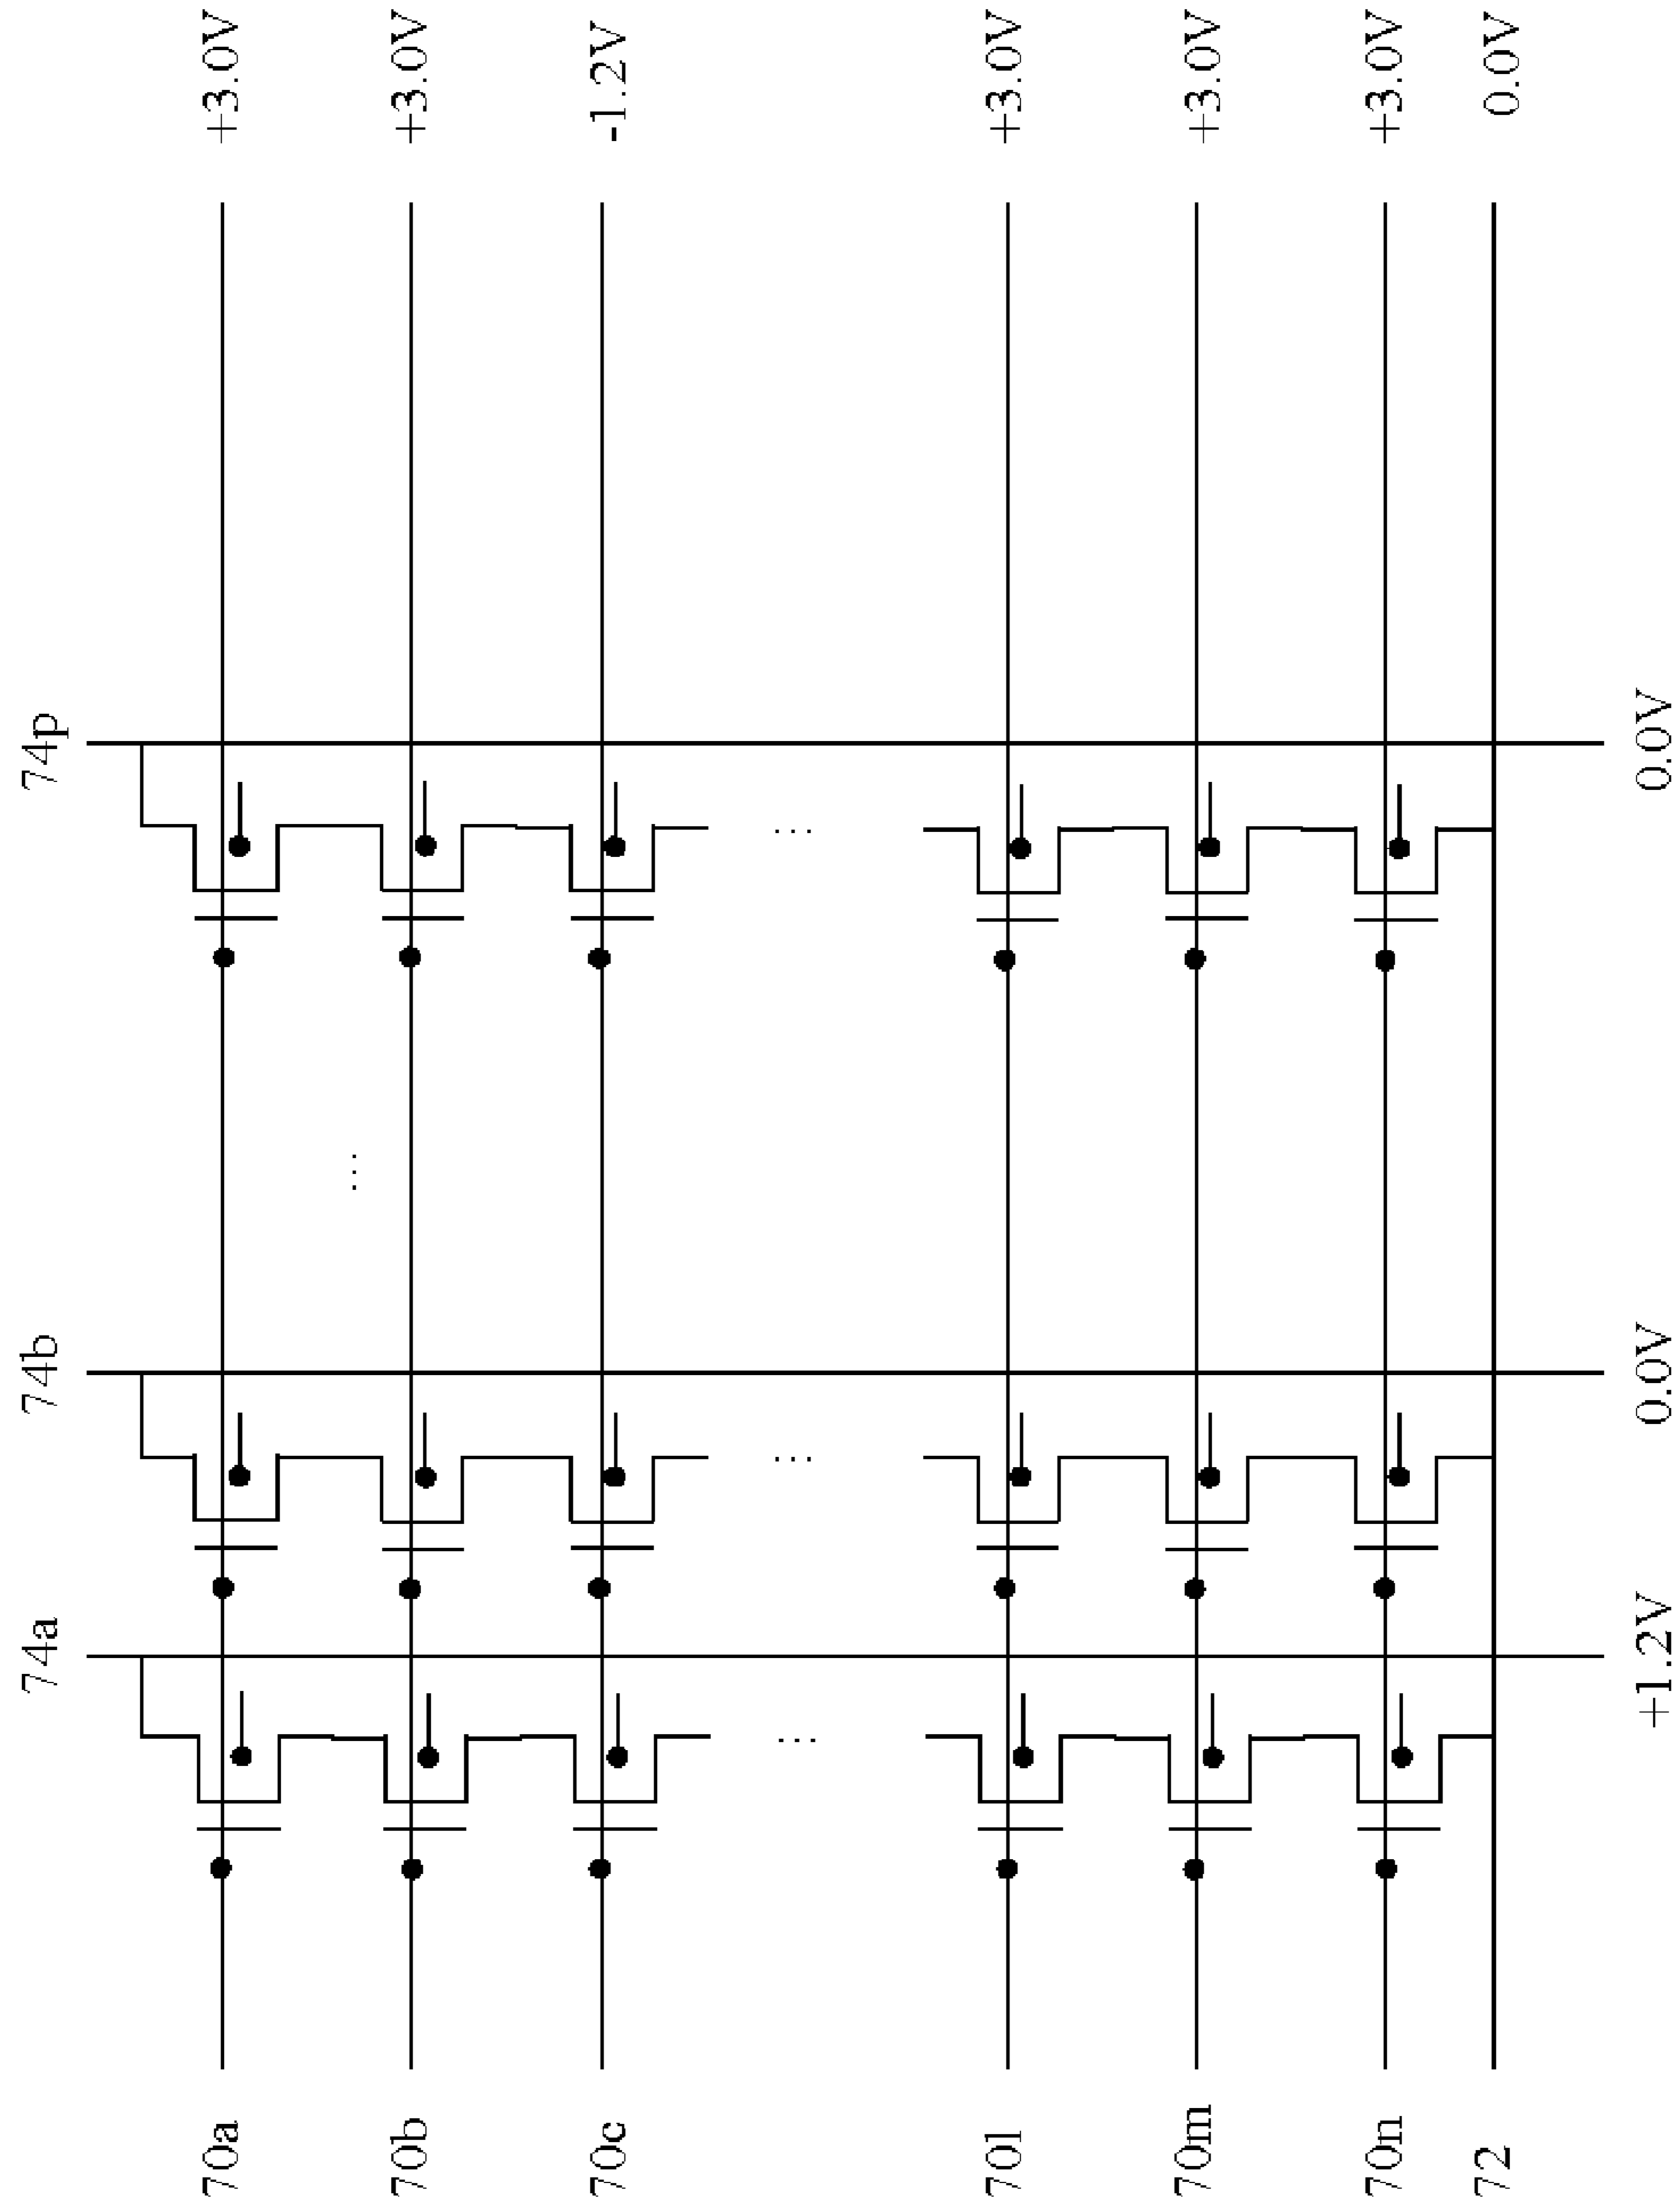 74a 74b 74p
70a +3.0V
70b +3.0V
70c -1.2V
70l +3.0V
70m +3.0V
70n +3.0V
72 0.0V
+1.2V 0.0V 0.0V